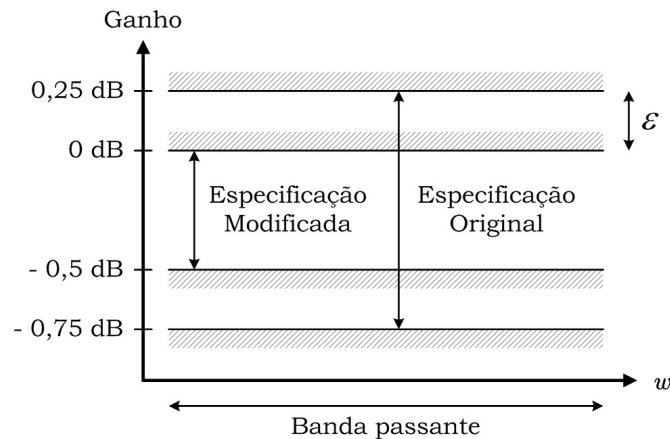 Ganho
0,25 dB
ε
0 dB
Especificação
Modificada
Especificação
Original
- 0,5 dB
- 0,75 dB
w
Banda passante